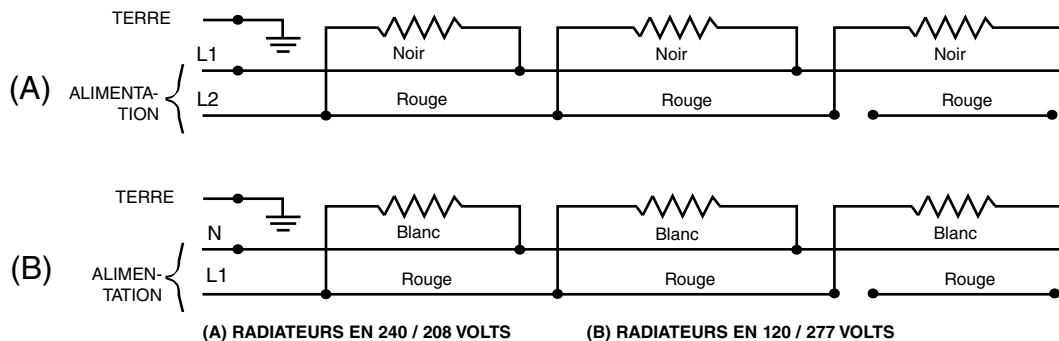 TERRE
L1
Noir
Noir
Noir
(A)
ALIMENTA-
TION
L2
Rouge
Rouge
Rouge
TERRE
N
Blanc
Blanc
Blanc
(B)
ALIMEN-
TATION
L1
Rouge
Rouge
Rouge
(A) RADIATEURS EN 240 / 208 VOLTS
(B) RADIATEURS EN 120 / 277 VOLTS